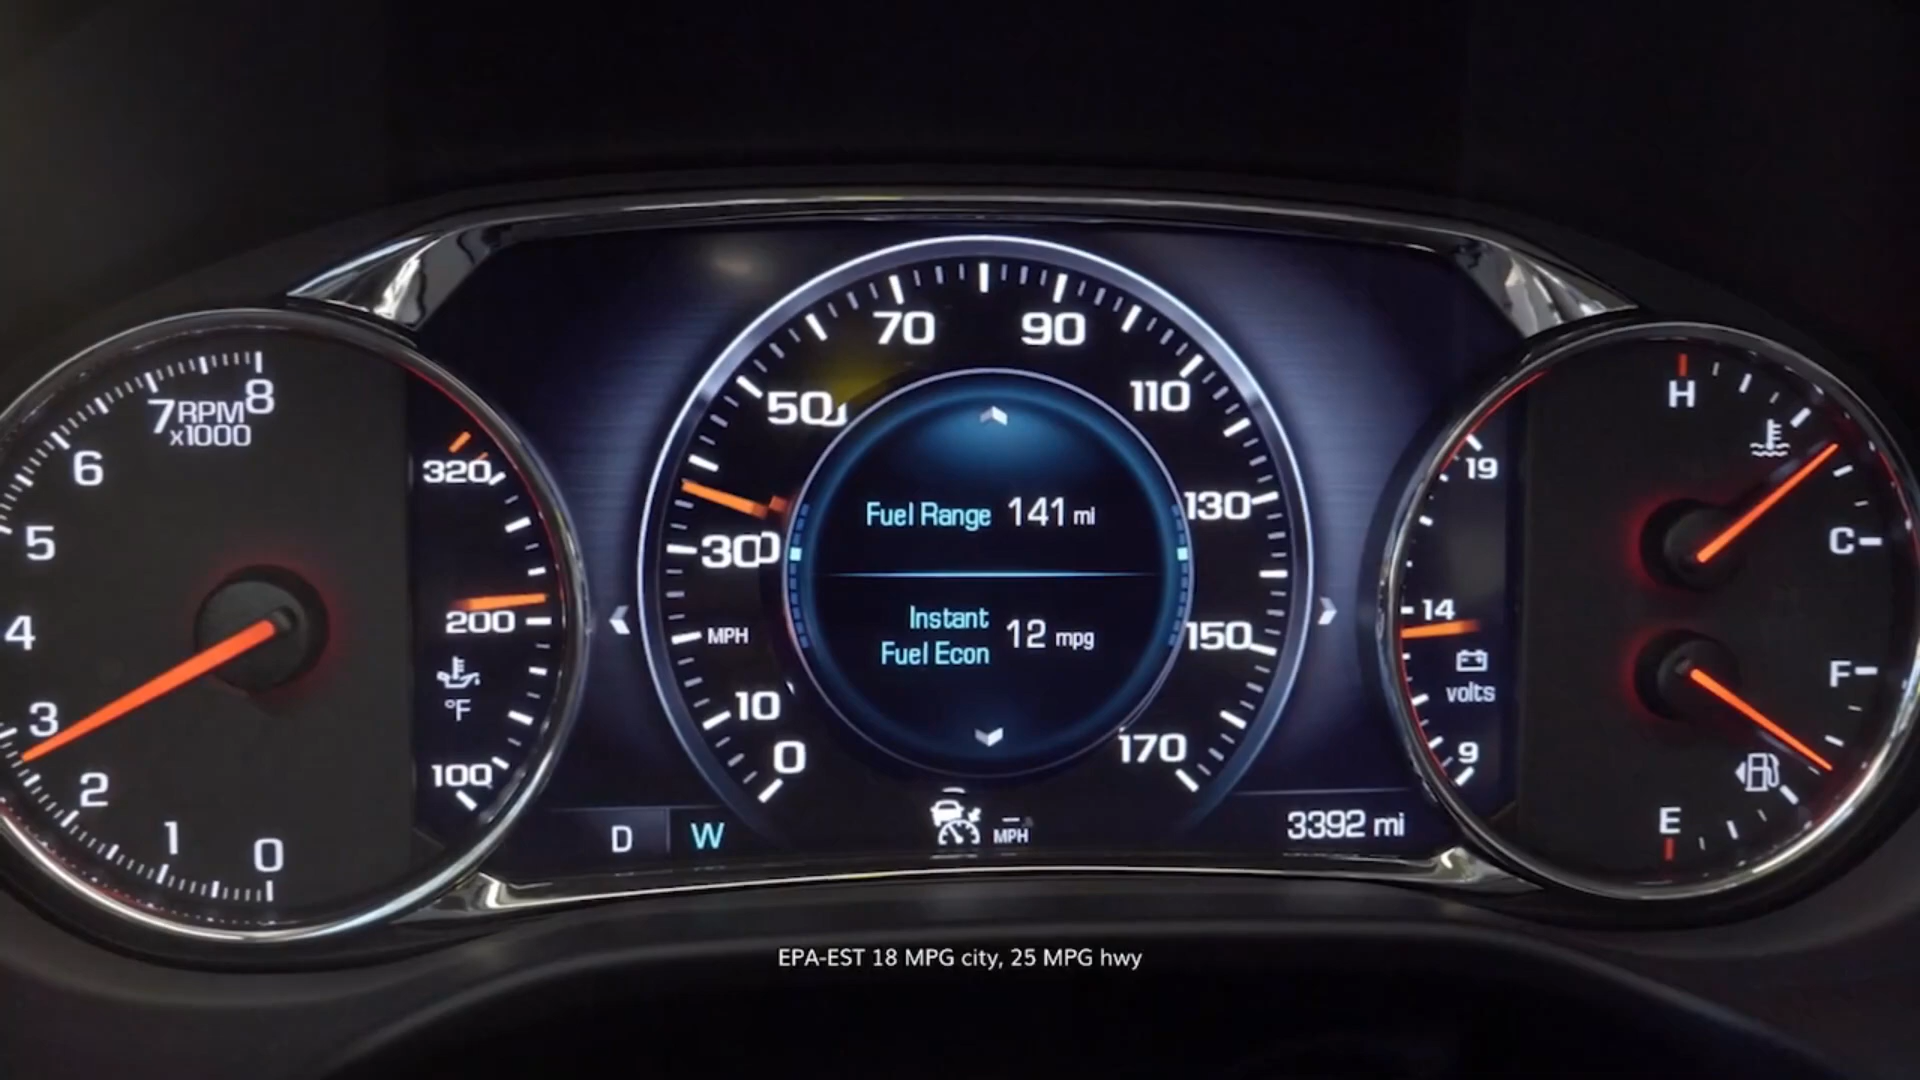 8
7
RPM
x1000
6
5
4
3
2
1
0
320
200
°F
100
70
90
50
110
30
130
MPH
150
10
0
170
Fuel Range 141 mi
Instant
Fuel Econ 12 mpg
D W
MPH
3392 mi
19
14
volts
9
H
C
F
E
EPA-EST 18 MPG city, 25 MPG hwy